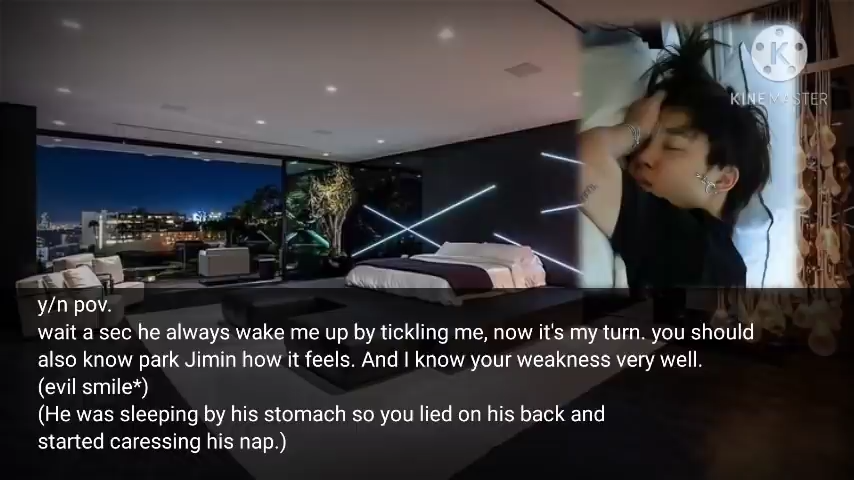 K
KINEMASTER
y/n pov.
wait a sec he always wake me up by tickling me, now it's my turn. you should
also know park Jimin how it feels. And I know your weakness very well.
(evil smile*)
(He was sleeping by his stomach so you lied on his back and
started caressing his nap.)